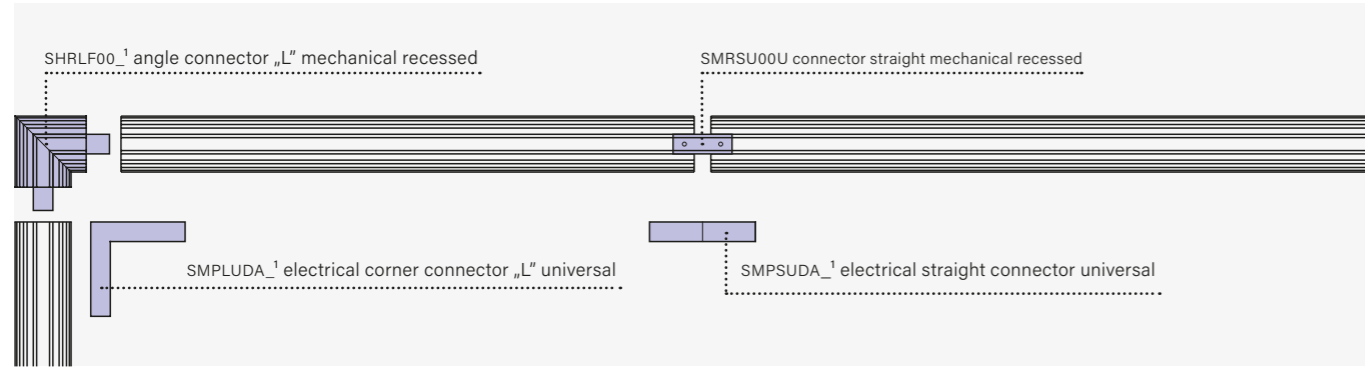 SHRLF00_¹ angle connector „L” mechanical recessed
SMRSU00U connector straight mechanical recessed
SMPLUDA_¹ electrical corner connector „L” universal
SMPSUDA_¹ electrical straight connector universal